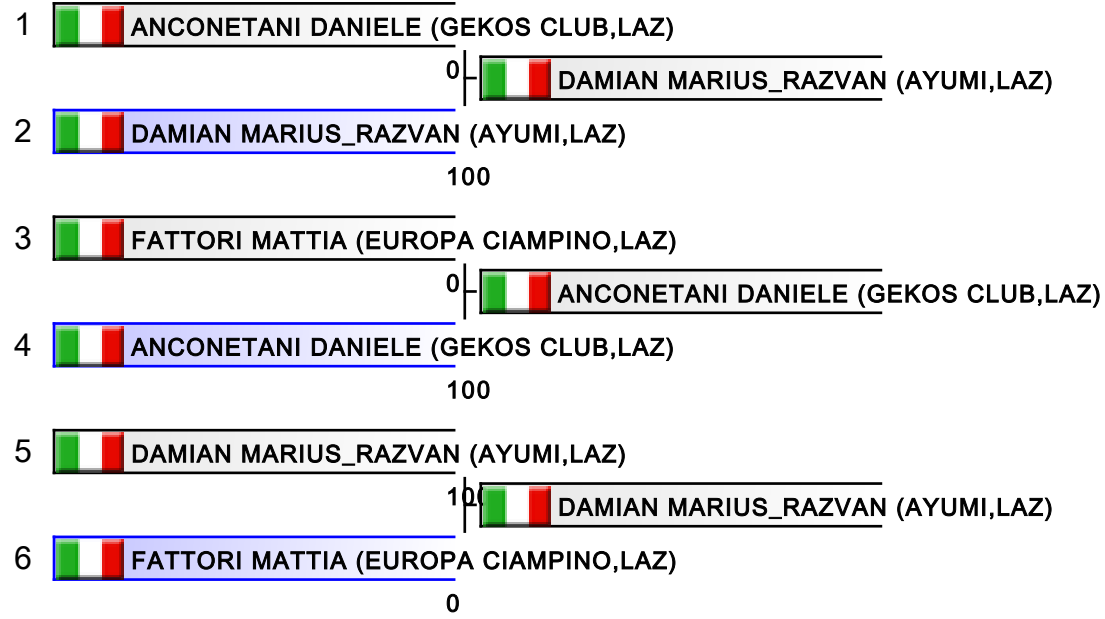 1 ANCONETANI DANIELE (GEKOS CLUB,LAZ)
0 DAMIAN MARIUS_RAZVAN (AYUMI,LAZ)
2 DAMIAN MARIUS_RAZVAN (AYUMI,LAZ)
100
3 FATTORI MATTIA (EUROPA CIAMPINO,LAZ)
0 ANCONETANI DANIELE (GEKOS CLUB,LAZ)
4 ANCONETANI DANIELE (GEKOS CLUB,LAZ)
100
5 DAMIAN MARIUS_RAZVAN (AYUMI,LAZ)
100 DAMIAN MARIUS_RAZVAN (AYUMI,LAZ)
6 FATTORI MATTIA (EUROPA CIAMPINO,LAZ)
0